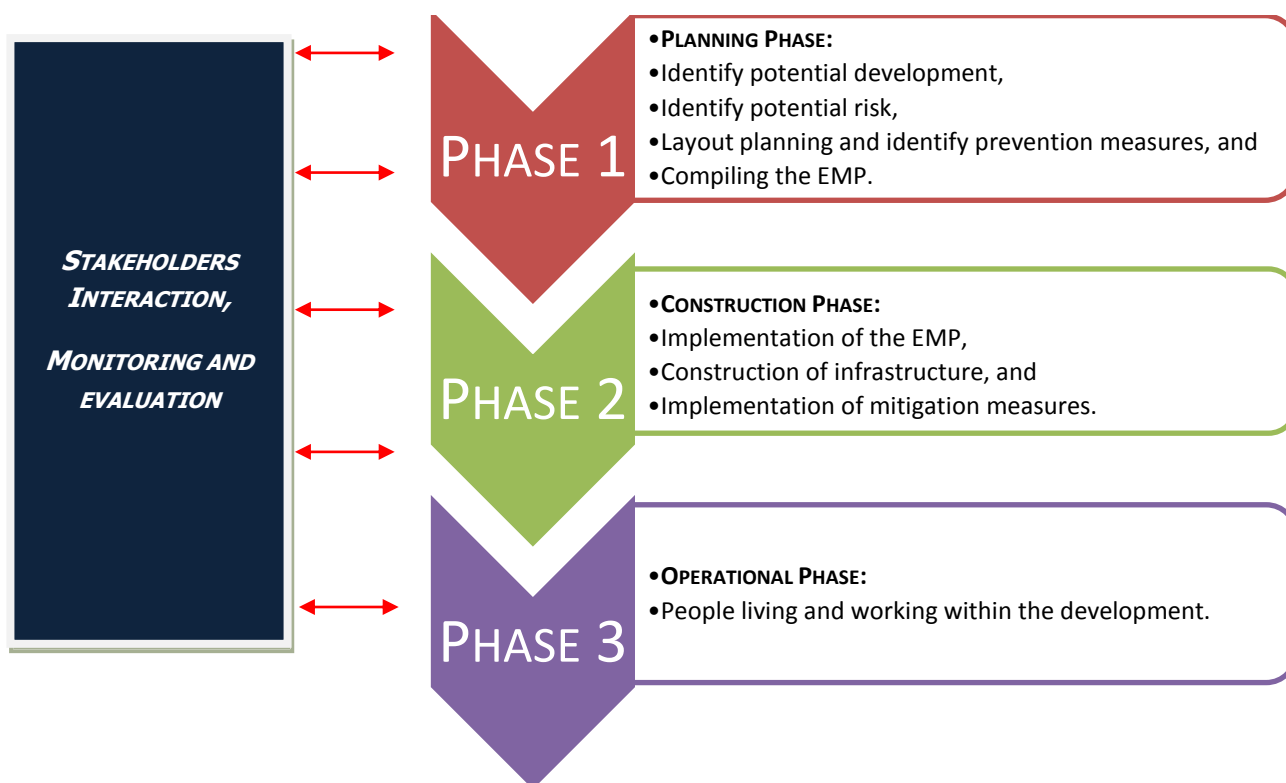 STAKEHOLDERS
INTERACTION,
MONITORING AND
EVALUATION
PHASE 1
•PLANNING PHASE:
•Identify potential development,
•Identify potential risk,
•Layout planning and identify prevention measures, and
•Compiling the EMP.
PHASE 2
•CONSTRUCTION PHASE:
•Implementation of the EMP,
•Construction of infrastructure, and
•Implementation of mitigation measures.
PHASE 3
•OPERATIONAL PHASE:
•People living and working within the development.